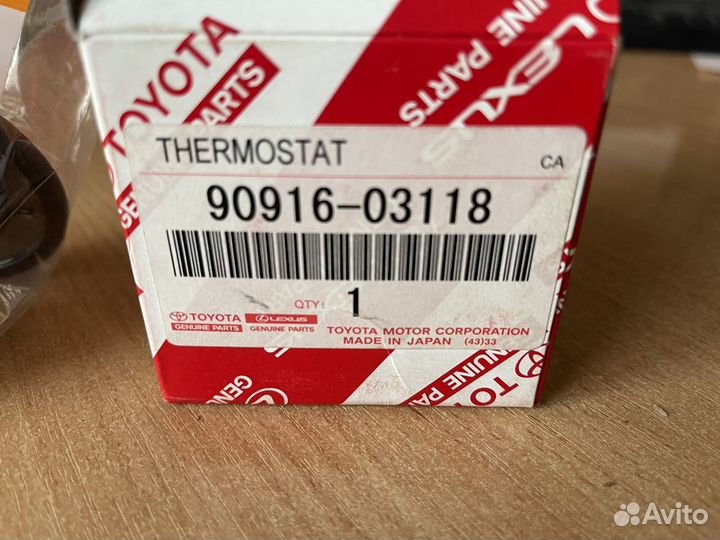 TOYOTA
GENUINE PARTS
LEXUS
GENUINE PARTS
THERMOSTAT
CA
90916-03118
QTY: 1
TOYOTA
GENUINE PARTS
LEXUS
GENUINE PARTS
TOYOTA MOTOR CORPORATION
MADE IN JAPAN (43)33
TOYOTA
GENUINE PARTS
Avito